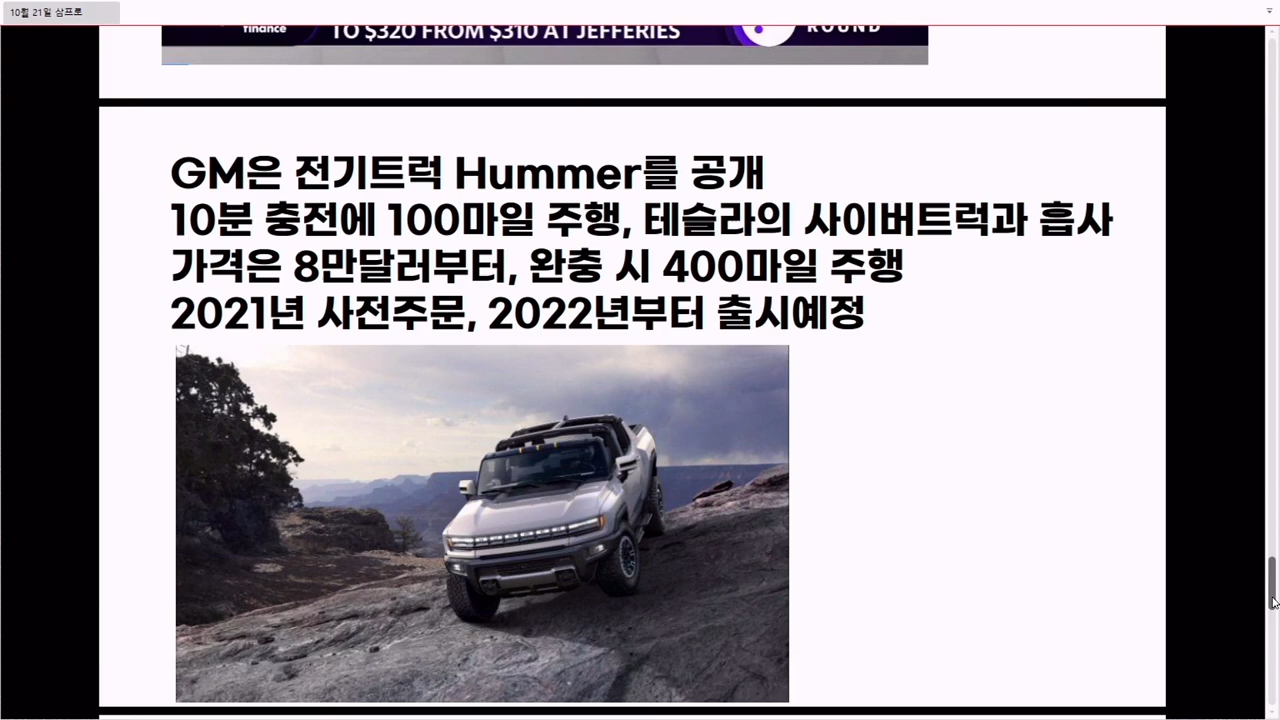 10월 21일 삼프로
finance
TO $320 FROM $310 AT JEFFERIES
ROUND
GM은 전기트럭 Hummer를 공개
10분 충전에 100마일 주행, 테슬라의 사이버트럭과 흡사
가격은 8만달러부터, 완충 시 400마일 주행
2021년 사전주문, 2022년부터 출시예정